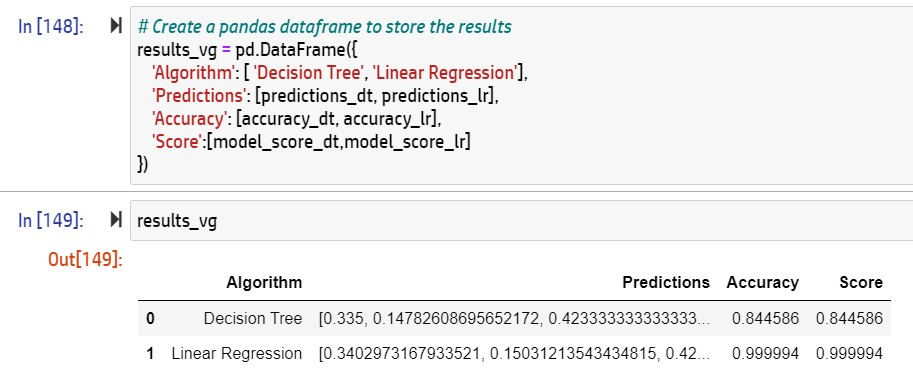 In [148]: # Create a pandas dataframe to store the results
results_vg = pd.DataFrame({
'Algorithm': [ 'Decision Tree', 'Linear Regression'],
'Predictions': [predictions_dt, predictions_lr],
'Accuracy': [accuracy_dt, accuracy_lr],
'Score':[model_score_dt,model_score_lr]
})
In [149]: results_vg
Out[149]:
Algorithm Predictions Accuracy Score
0 Decision Tree [0.335, 0.14782608695652172, 0.423333333333333... 0.844586 0.844586
1 Linear Regression [0.3402973167933521, 0.15031213543434815, 0.42... 0.999994 0.999994